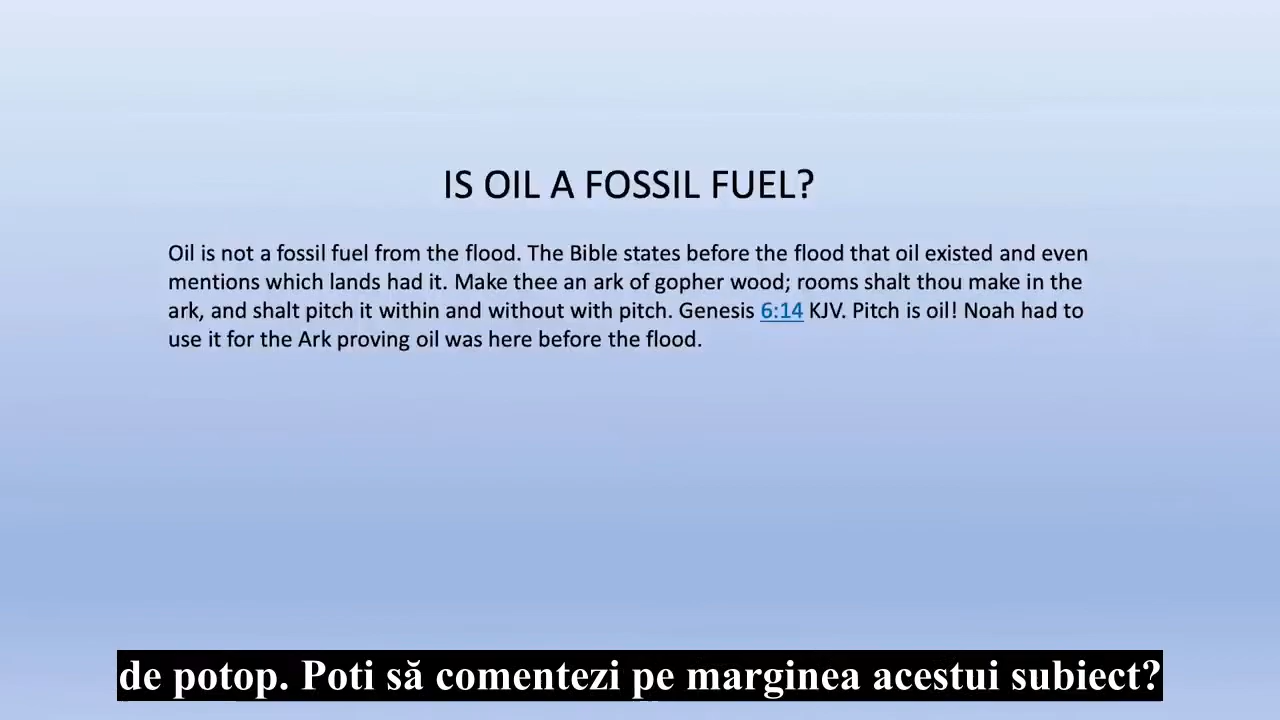 IS OIL A FOSSIL FUEL?
Oil is not a fossil fuel from the flood. The Bible states before the flood that oil existed and even
mentions which lands had it. Make thee an ark of gopher wood; rooms shalt thou make in the
ark, and shalt pitch it within and without with pitch. Genesis 6:14 KJV. Pitch is oil! Noah had to
use it for the Ark proving oil was here before the flood.
de potop. Poti să comentezi pe marginea acestui subiect?